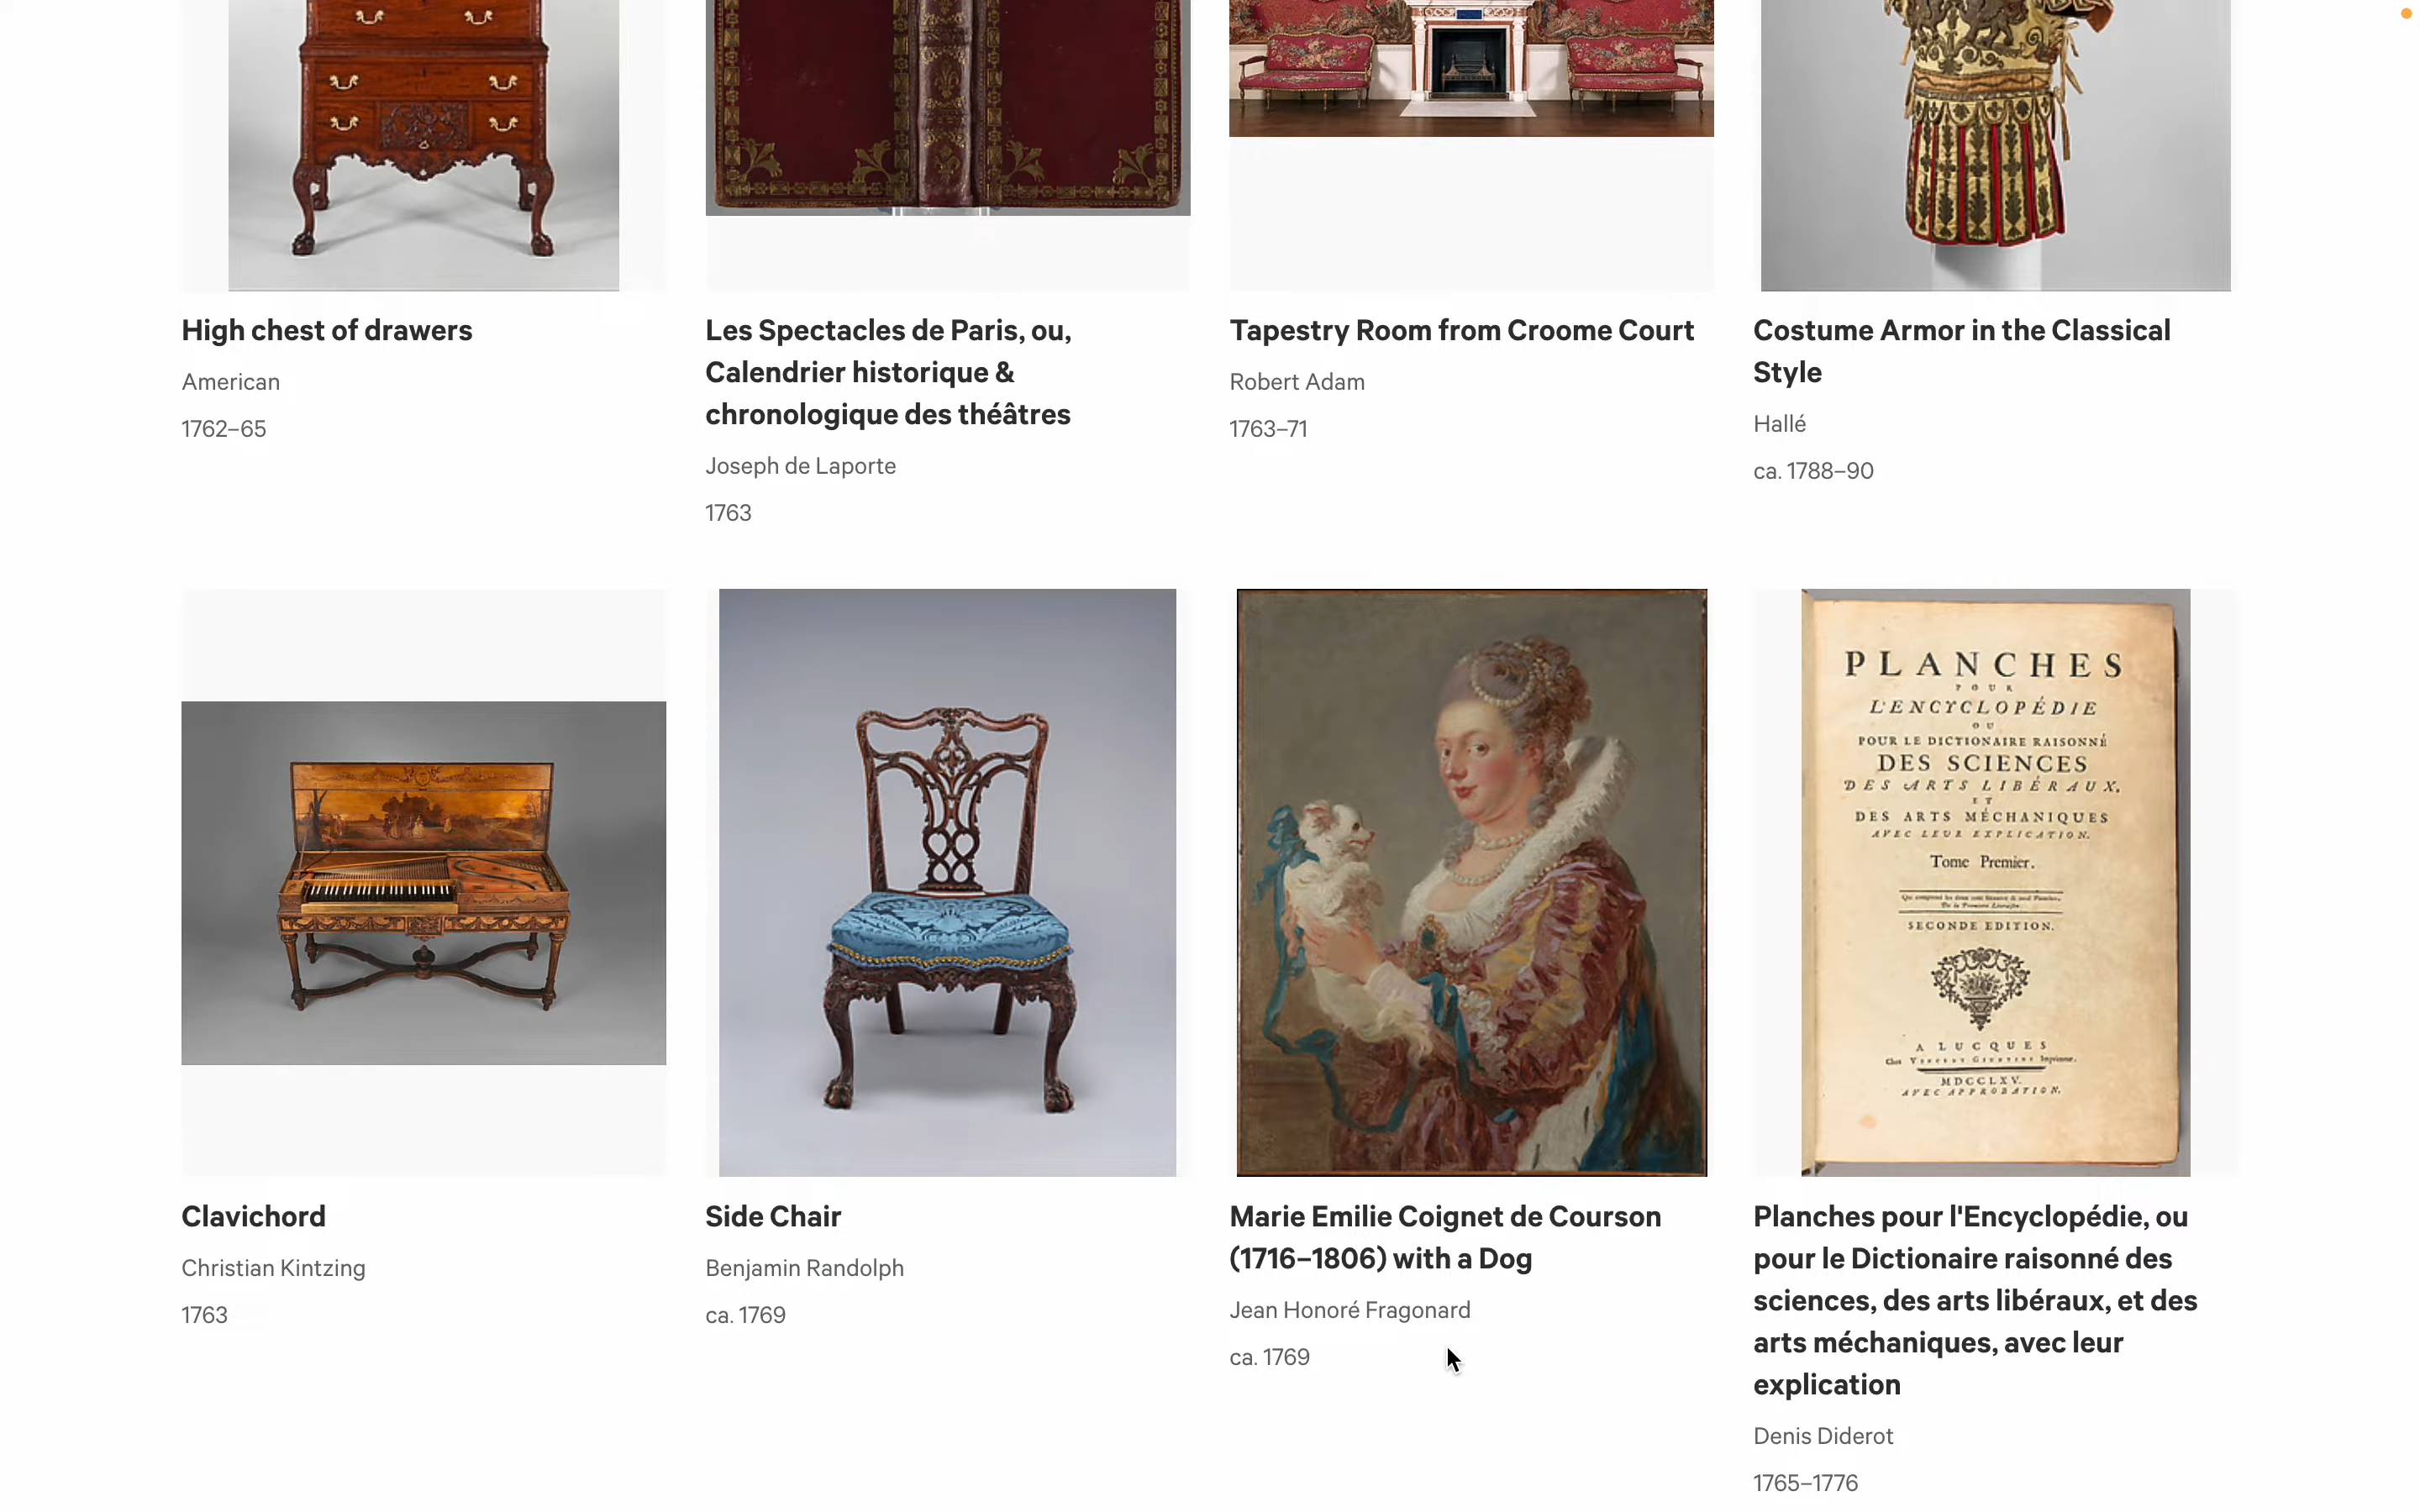 High chest of drawers
American
1762–65
Les Spectacles de Paris, ou,
Calendrier historique &
chronologique des théâtres
Joseph de Laporte
1763
Tapestry Room from Croome Court
Robert Adam
1763–71
Costume Armor in the Classical
Style
Hallé
ca. 1788–90
Clavichord
Christian Kintzing
1763
Side Chair
Benjamin Randolph
ca. 1769
Marie Emilie Coignet de Courson
(1716–1806) with a Dog
Jean Honoré Fragonard
ca. 1769
PLANCHES
POUR
L'ENCYCLOPÉDIE
OU
POUR LE DICTIONAIRE RAISONNÉ
DES SCIENCES
DES ARTS LIBÉRAUX,
ET
DES ARTS MÉCHANIQUES
AVEC LEUR EXPLICATION.
Tome Premier.
SECONDE EDITION.
A LUCQUES
Chez VINCENT GIUNTINI Imprimeur.
MDCCLXV.
AVEC APPROBATION.
Planches pour l'Encyclopédie, ou
pour le Dictionaire raisonné des
sciences, des arts libéraux, et des
arts méchaniques, avec leur
explication
Denis Diderot
1765–1776